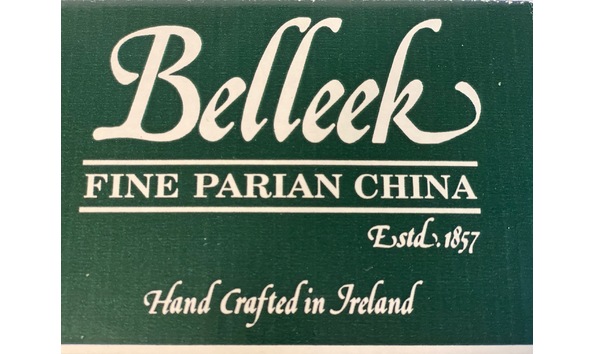 Belleek
FINE PARIAN CHINA
Estd. 1857
Hand Crafted in Ireland